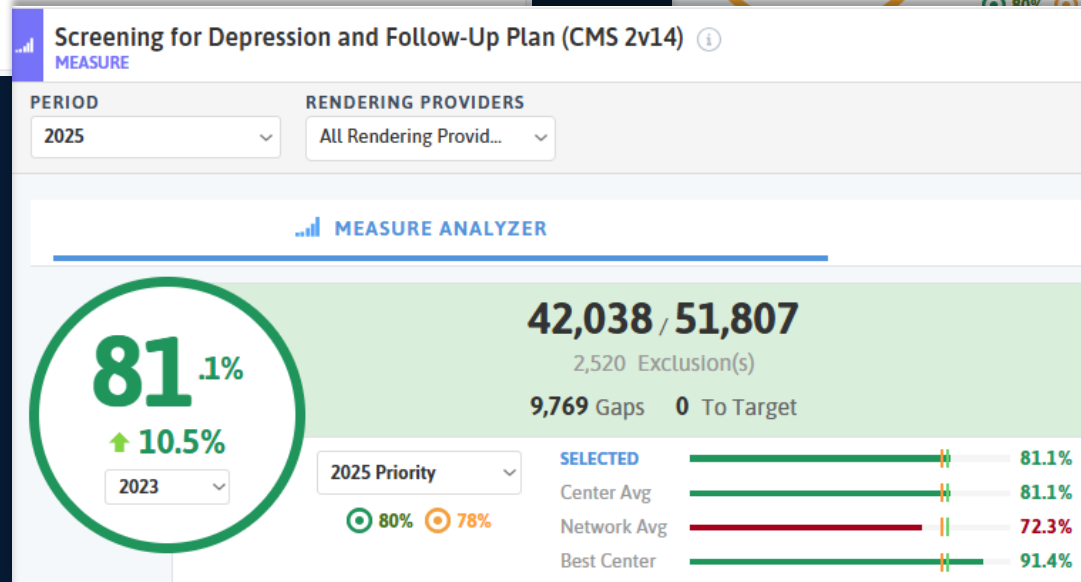 80%
Screening for Depression and Follow-Up Plan (CMS 2v14)
MEASURE
PERIOD
RENDERING PROVIDERS
2025
All Rendering Provid...
MEASURE ANALYZER
81.1%
10.5%
2023
42,038 / 51,807
2,520 Exclusion(s)
9,769 Gaps 0 To Target
2025 Priority
80% 78%
SELECTED 81.1%
Center Avg 81.1%
Network Avg 72.3%
Best Center 91.4%